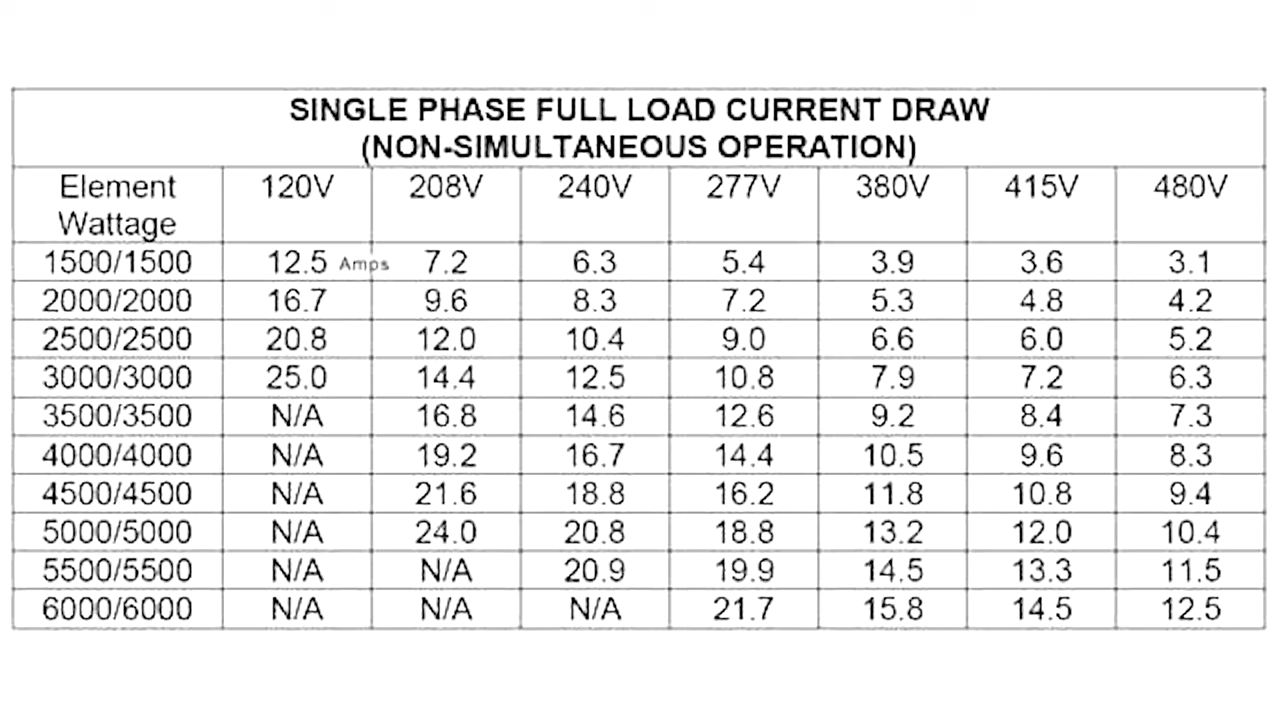 SINGLE PHASE FULL LOAD CURRENT DRAW
(NON-SIMULTANEOUS OPERATION)
Element Wattage 120V 208V 240V 277V 380V 415V 480V
1500/1500 12.5 Amps 7.2 6.3 5.4 3.9 3.6 3.1
2000/2000 16.7 9.6 8.3 7.2 5.3 4.8 4.2
2500/2500 20.8 12.0 10.4 9.0 6.6 6.0 5.2
3000/3000 25.0 14.4 12.5 10.8 7.9 7.2 6.3
3500/3500 N/A 16.8 14.6 12.6 9.2 8.4 7.3
4000/4000 N/A 19.2 16.7 14.4 10.5 9.6 8.3
4500/4500 N/A 21.6 18.8 16.2 11.8 10.8 9.4
5000/5000 N/A 24.0 20.8 18.8 13.2 12.0 10.4
5500/5500 N/A N/A 20.9 19.9 14.5 13.3 11.5
6000/6000 N/A N/A N/A 21.7 15.8 14.5 12.5